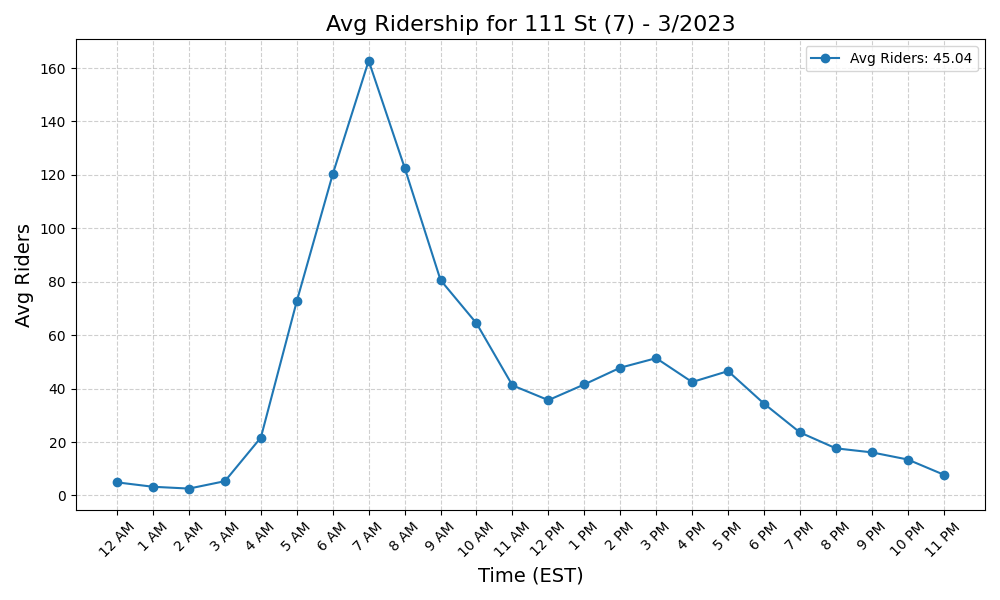 Avg Ridership for 111 St (7) - 3/2023
Avg Riders: 45.04
Avg Riders
160
140
120
100
80
60
40
20
0
12 AM
1 AM
2 AM
3 AM
4 AM
5 AM
6 AM
7 AM
8 AM
9 AM
10 AM
11 AM
12 PM
1 PM
2 PM
3 PM
4 PM
5 PM
6 PM
7 PM
8 PM
9 PM
10 PM
11 PM
Time (EST)